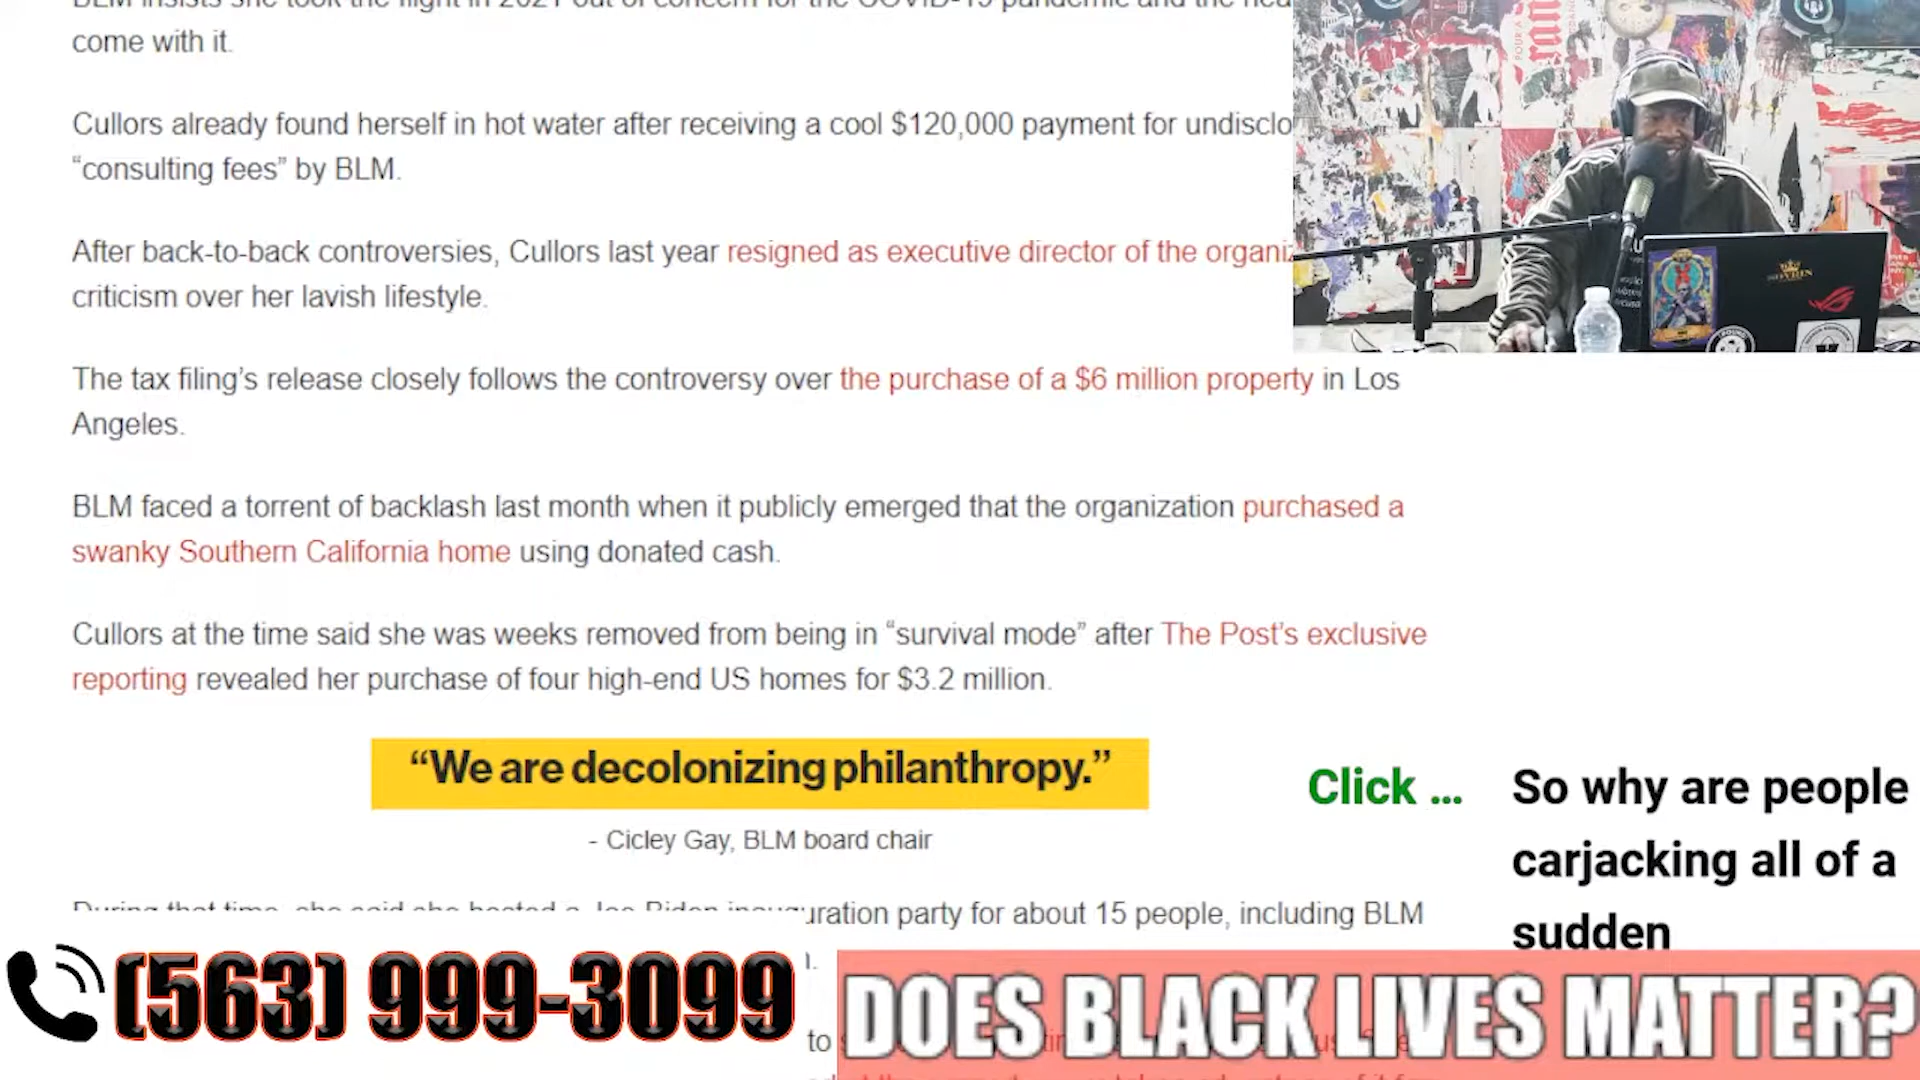 come with it.
Cullors already found herself in hot water after receiving a cool $120,000 payment for undisclo
“consulting fees” by BLM.
After back-to-back controversies, Cullors last year resigned as executive director of the organiz
criticism over her lavish lifestyle.
The tax filing’s release closely follows the controversy over the purchase of a $6 million property in Los
Angeles.
BLM faced a torrent of backlash last month when it publicly emerged that the organization purchased a
swanky Southern California home using donated cash.
Cullors at the time said she was weeks removed from being in “survival mode” after The Post’s exclusive
reporting revealed her purchase of four high-end US homes for $3.2 million.
“We are decolonizing philanthropy.”
- Cicley Gay, BLM board chair
uration party for about 15 people, including BLM
Click ...
So why are people
carjacking all of a
sudden
(563) 999-3099
to
DOES BLACK LIVES MATTER?